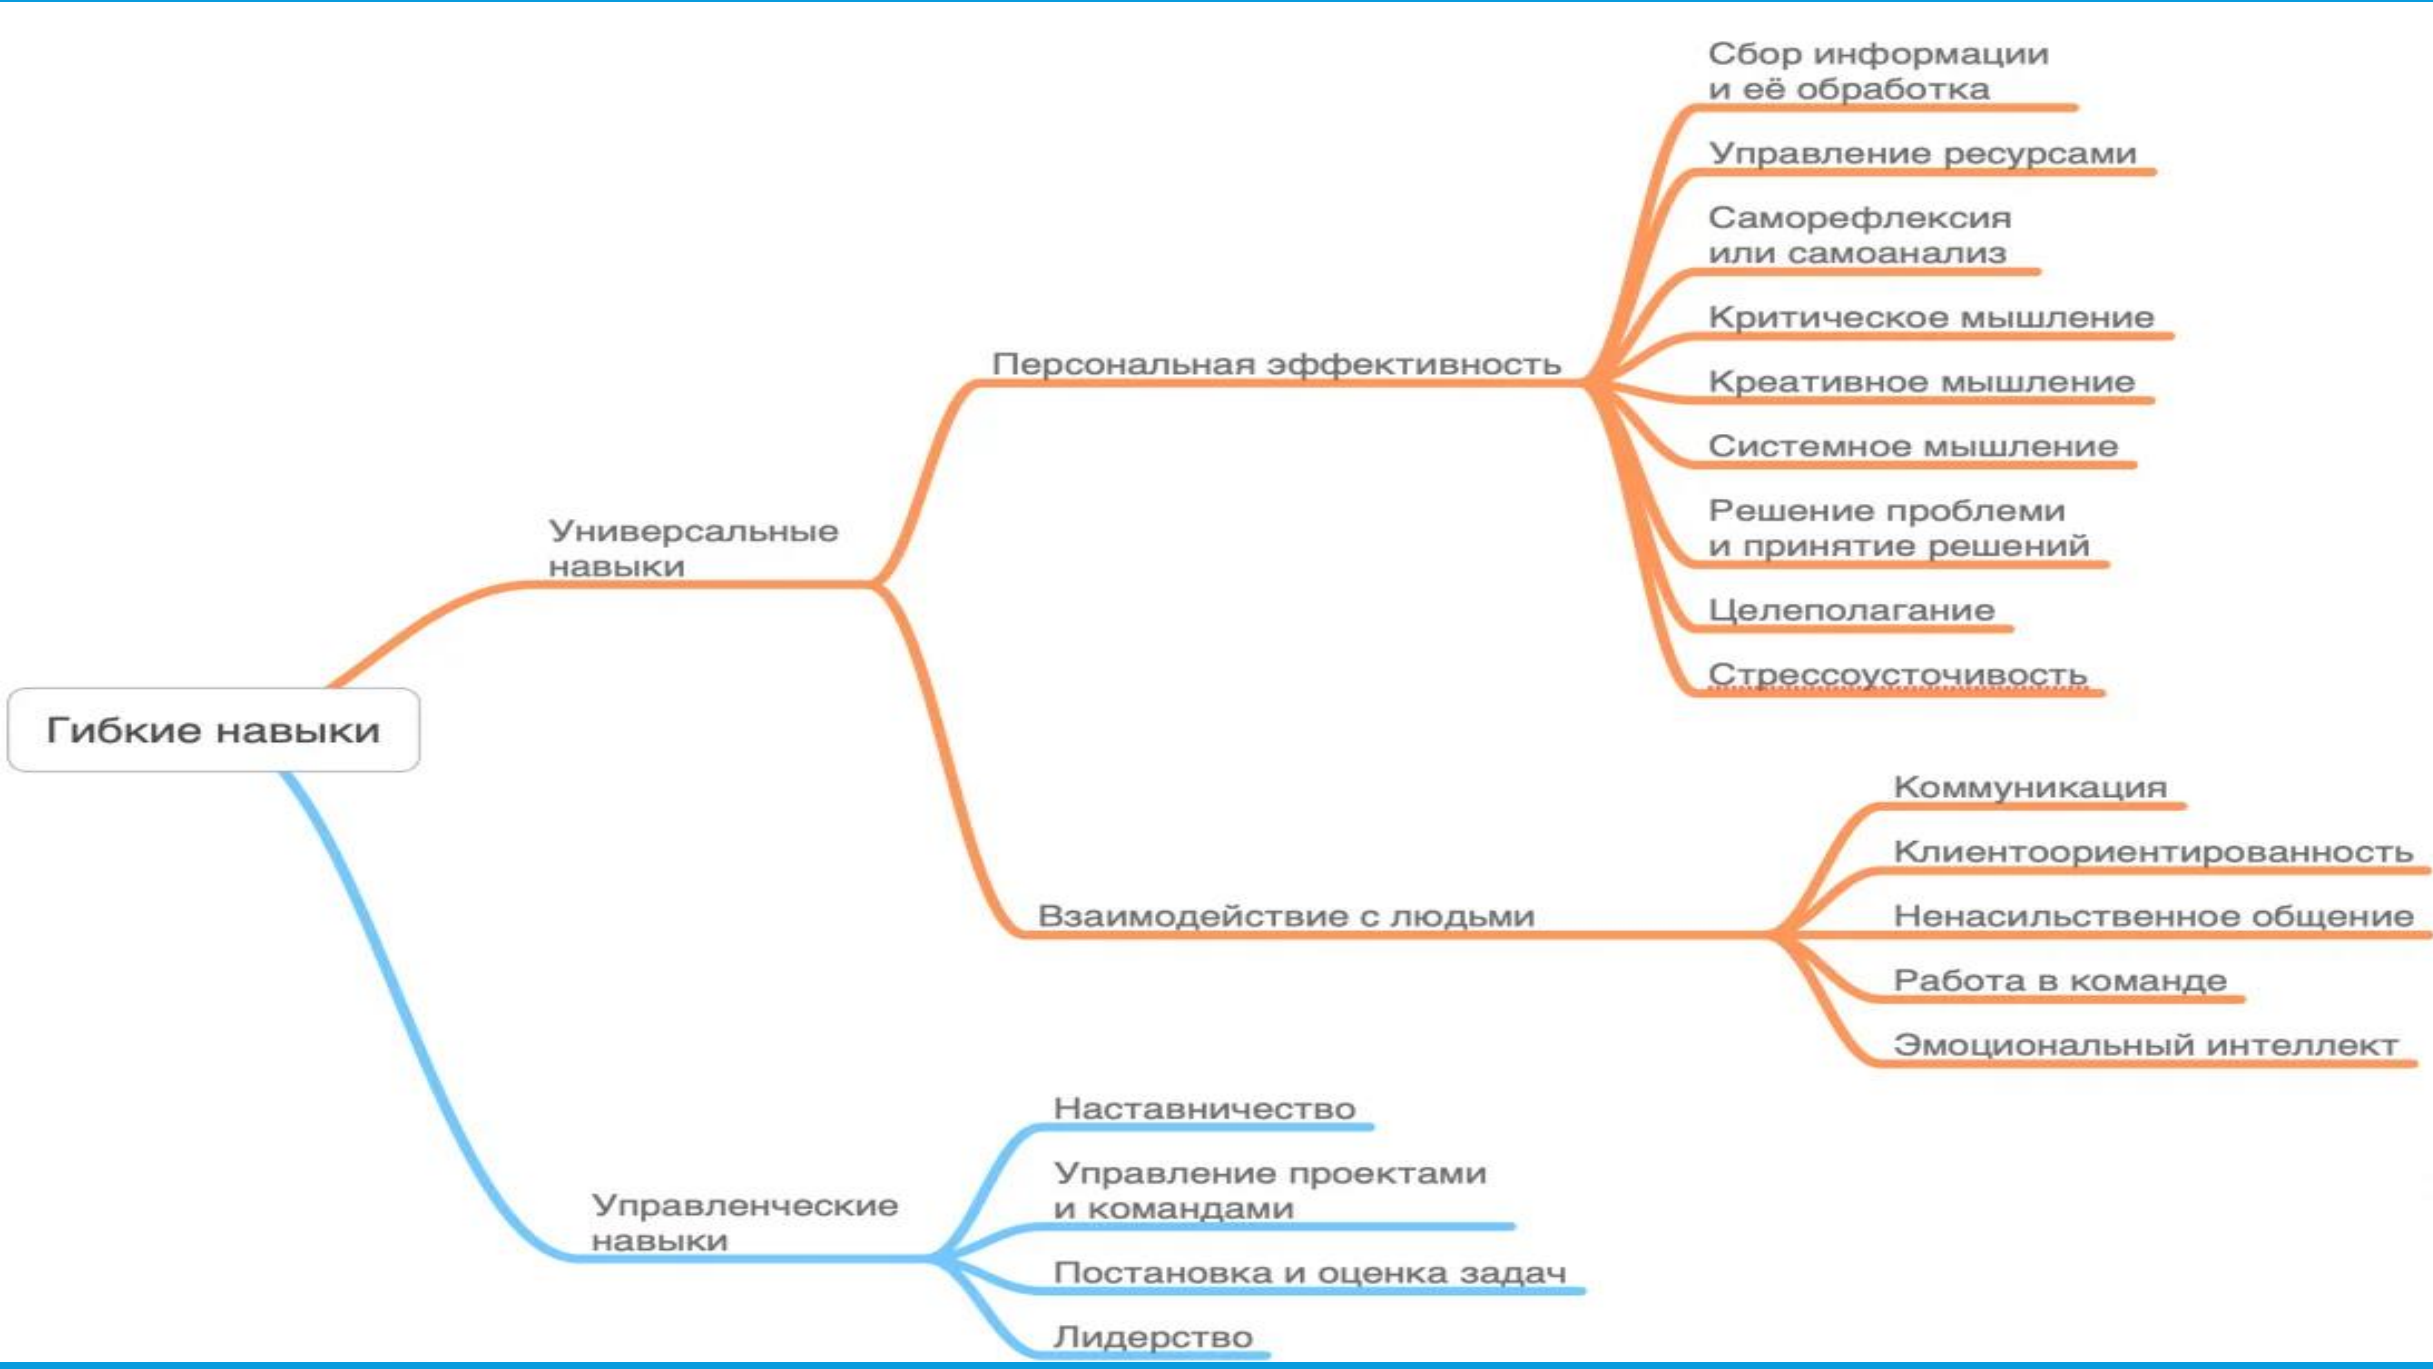 Гибкие навыки
Универсальные
навыки
Персональная эффективность
Сбор информации
и её обработка
Управление ресурсами
Саморефлексия
или самоанализ
Критическое мышление
Креативное мышление
Системное мышление
Решение проблеми
и принятие решений
Целеполагание
Стрессоусточивость
Взаимодействие с людьми
Коммуникация
Клиентоориентированность
Ненасильственное общение
Работа в команде
Эмоциональный интеллект
Управленческие
навыки
Наставничество
Управление проектами
и командами
Постановка и оценка задач
Лидерство